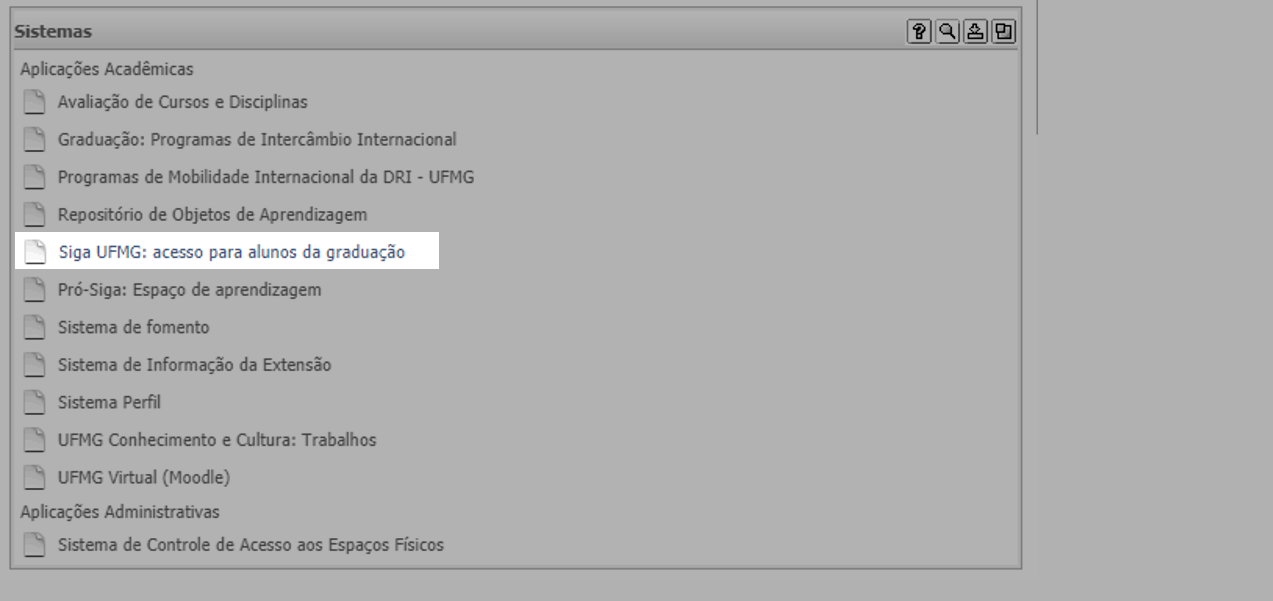 Sistemas
Aplicações Acadêmicas
Avaliação de Cursos e Disciplinas
Graduação: Programas de Intercâmbio Internacional
Programas de Mobilidade Internacional da DRI - UFMG
Repositório de Objetos de Aprendizagem
Siga UFMG: acesso para alunos da graduação
Pró-Siga: Espaço de aprendizagem
Sistema de fomento
Sistema de Informação da Extensão
Sistema Perfil
UFMG Conhecimento e Cultura: Trabalhos
UFMG Virtual (Moodle)
Aplicações Administrativas
Sistema de Controle de Acesso aos Espaços Físicos